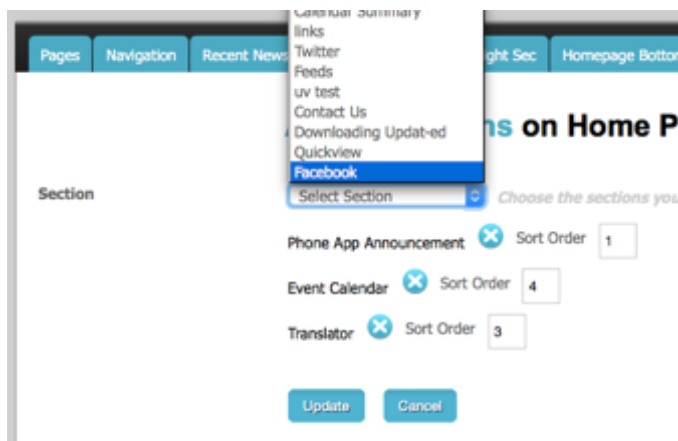 Calendar Summary
links
Twitter
Feeds
uv test
Contact Us
Downloading Updat-ed
Quickview
Facebook
Pages Navigation Recent News ght Sec Homepage Bottom
ns on Home P
Section Select Section Choose the sections you
Phone App Announcement Sort Order 1
Event Calendar Sort Order 4
Translator Sort Order 3
Update Cancel